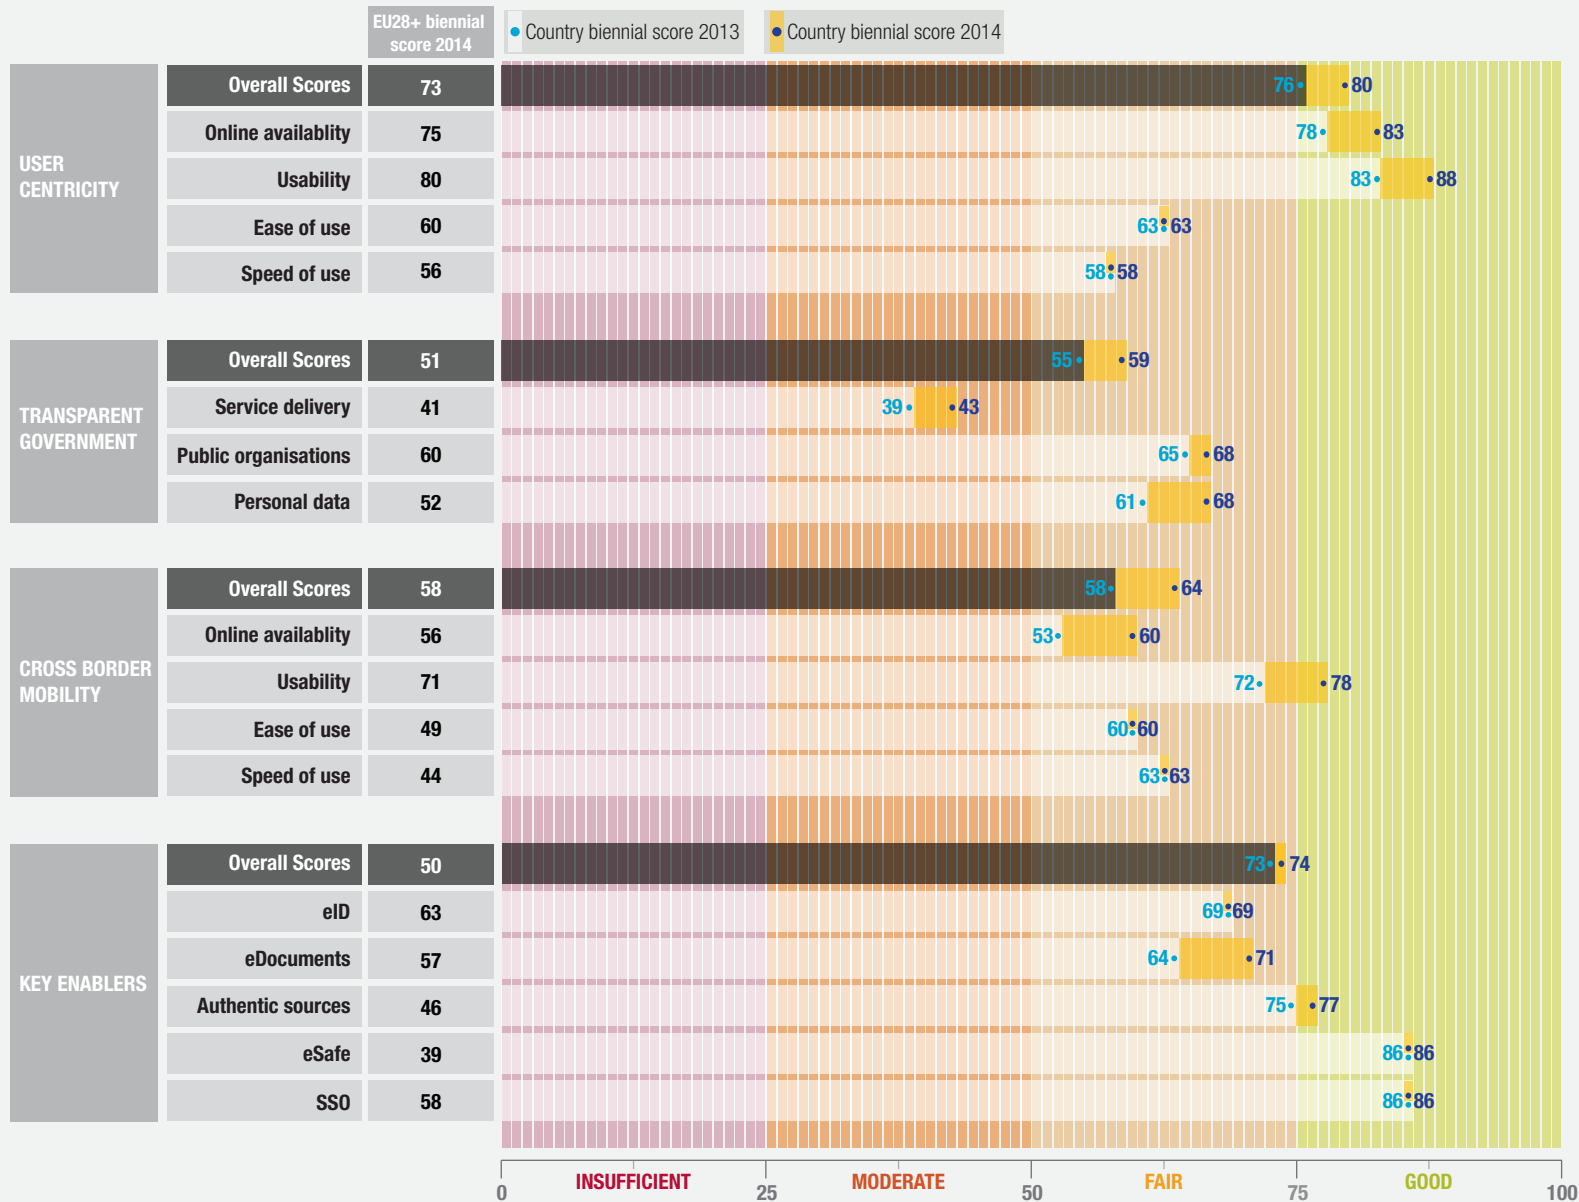 EU28+ biennial
score 2014
Country biennial score 2013
Country biennial score 2014
USER
CENTRICITY
Overall Scores 73 76 80
Online availablity 75 78 83
Usability 80 83 88
Ease of use 60 63 63
Speed of use 56 58 58
TRANSPARENT
GOVERNMENT
Overall Scores 51 55 59
Service delivery 41 39 43
Public organisations 60 65 68
Personal data 52 61 68
CROSS BORDER
MOBILITY
Overall Scores 58 58 64
Online availablity 56 53 60
Usability 71 72 78
Ease of use 49 60 60
Speed of use 44 63 63
KEY ENABLERS
Overall Scores 50 73 74
eID 63 69 69
eDocuments 57 64 71
Authentic sources 46 75 77
eSafe 39 86 86
SSO 58 86 86
INSUFFICIENT MODERATE FAIR GOOD
0 25 50 75 100